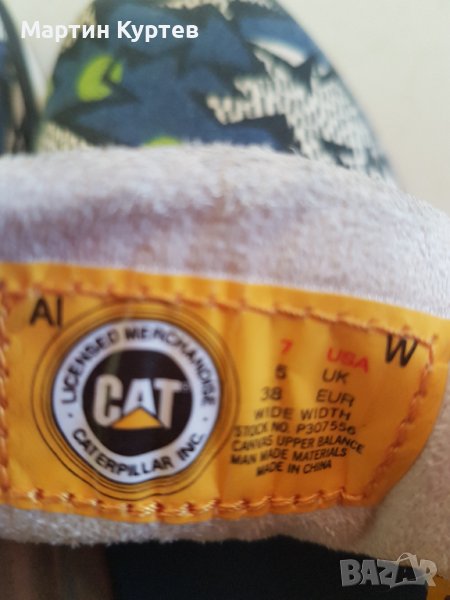 Мартин Куртев
AI
W
LICENSED MERCHANDISE
CAT
CATERPILLAR INC.
7 USA
5 UK
38 EUR
WIDE WIDTH
STOCK NO. P307556
CANVAS UPPER BALANCE
MAN MADE MATERIALS
MADE IN CHINA
BAZAR